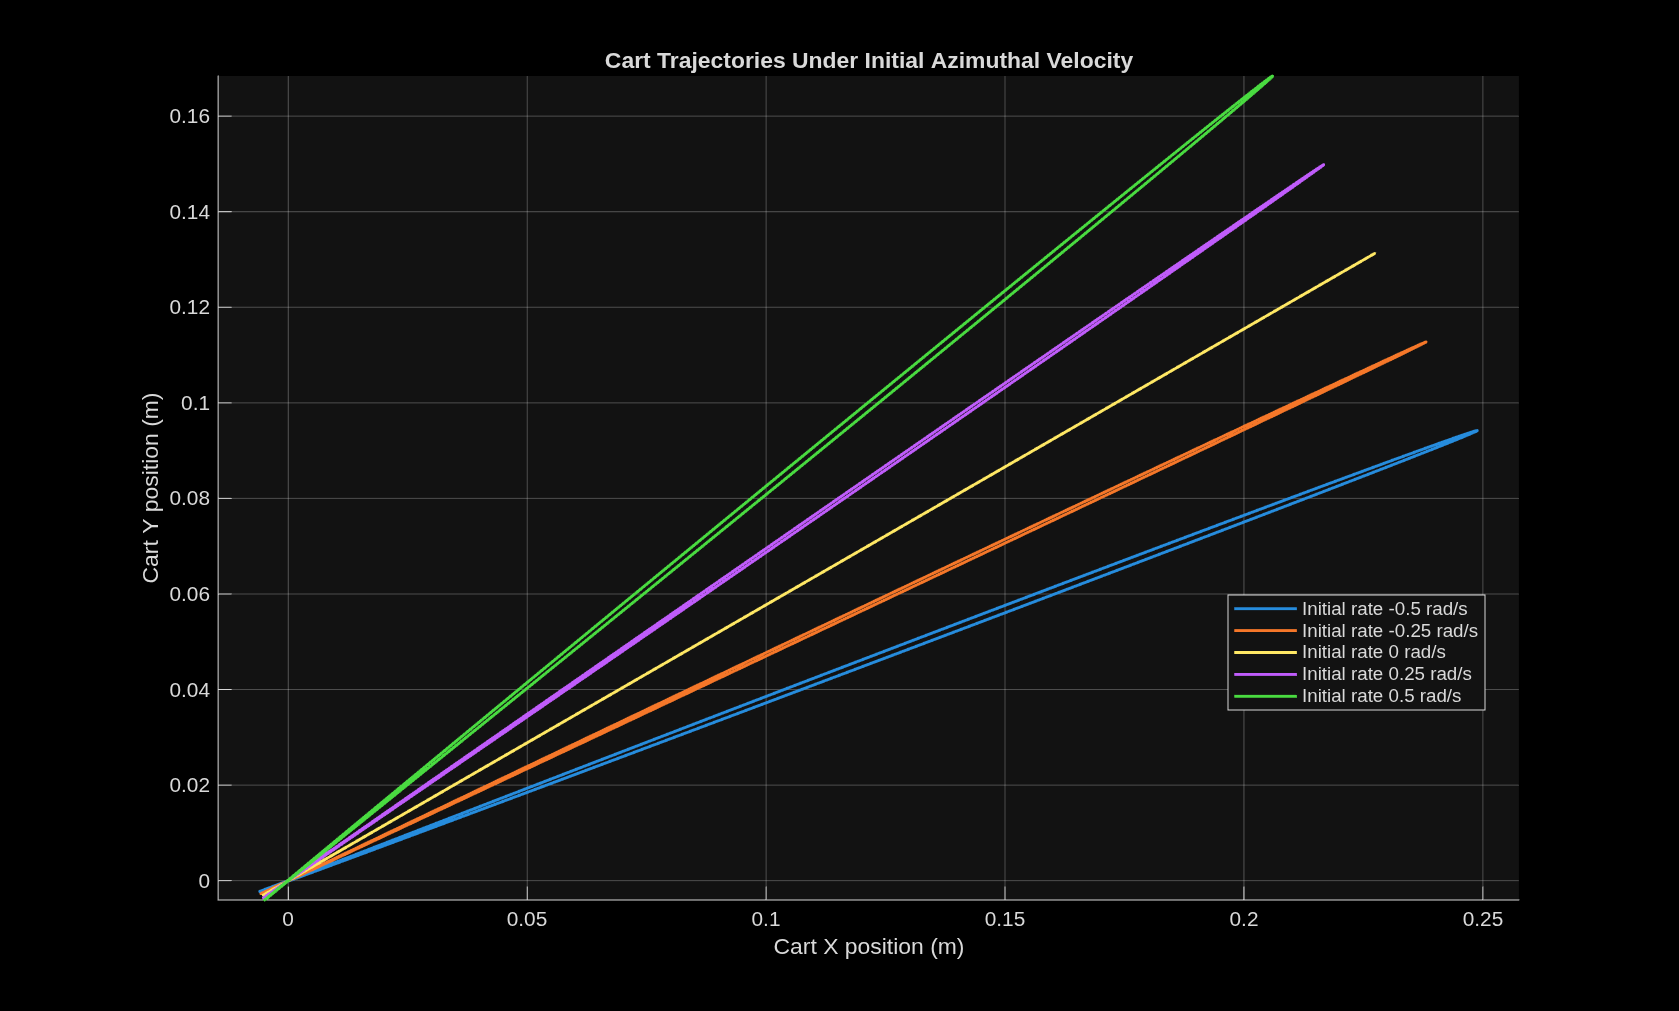 Cart Trajectories Under Initial Azimuthal Velocity
0.16
0.14
0.12
0.1
0.08
0.06
0.04
0.02
0
Cart Y position (m)
Initial rate -0.5 rad/s
Initial rate -0.25 rad/s
Initial rate 0 rad/s
Initial rate 0.25 rad/s
Initial rate 0.5 rad/s
0 0.05 0.1 0.15 0.2 0.25
Cart X position (m)